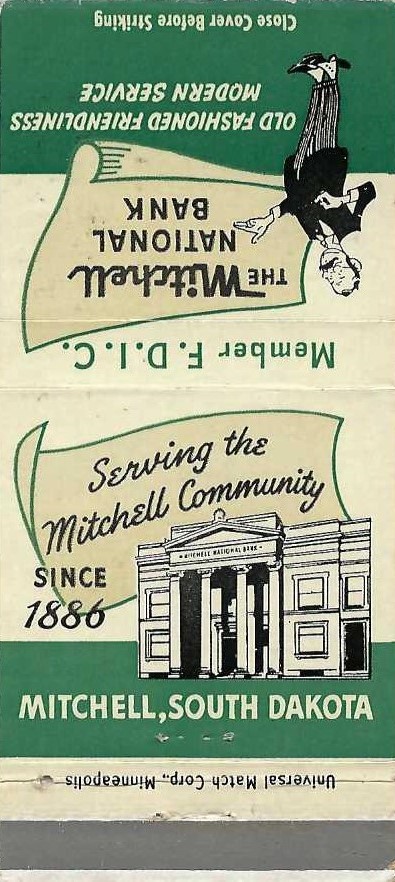 Close Cover Before Striking
OLD FASHIONED FRIENDLINESS
MODERN SERVICE
THE Mitchell
NATIONAL
BANK
Member F.D.I.C.
Serving the
Mitchell Community
SINCE
1886
MITCHELL NATIONAL BANK
MITCHELL, SOUTH DAKOTA
Universal Match Corp., Minneapolis